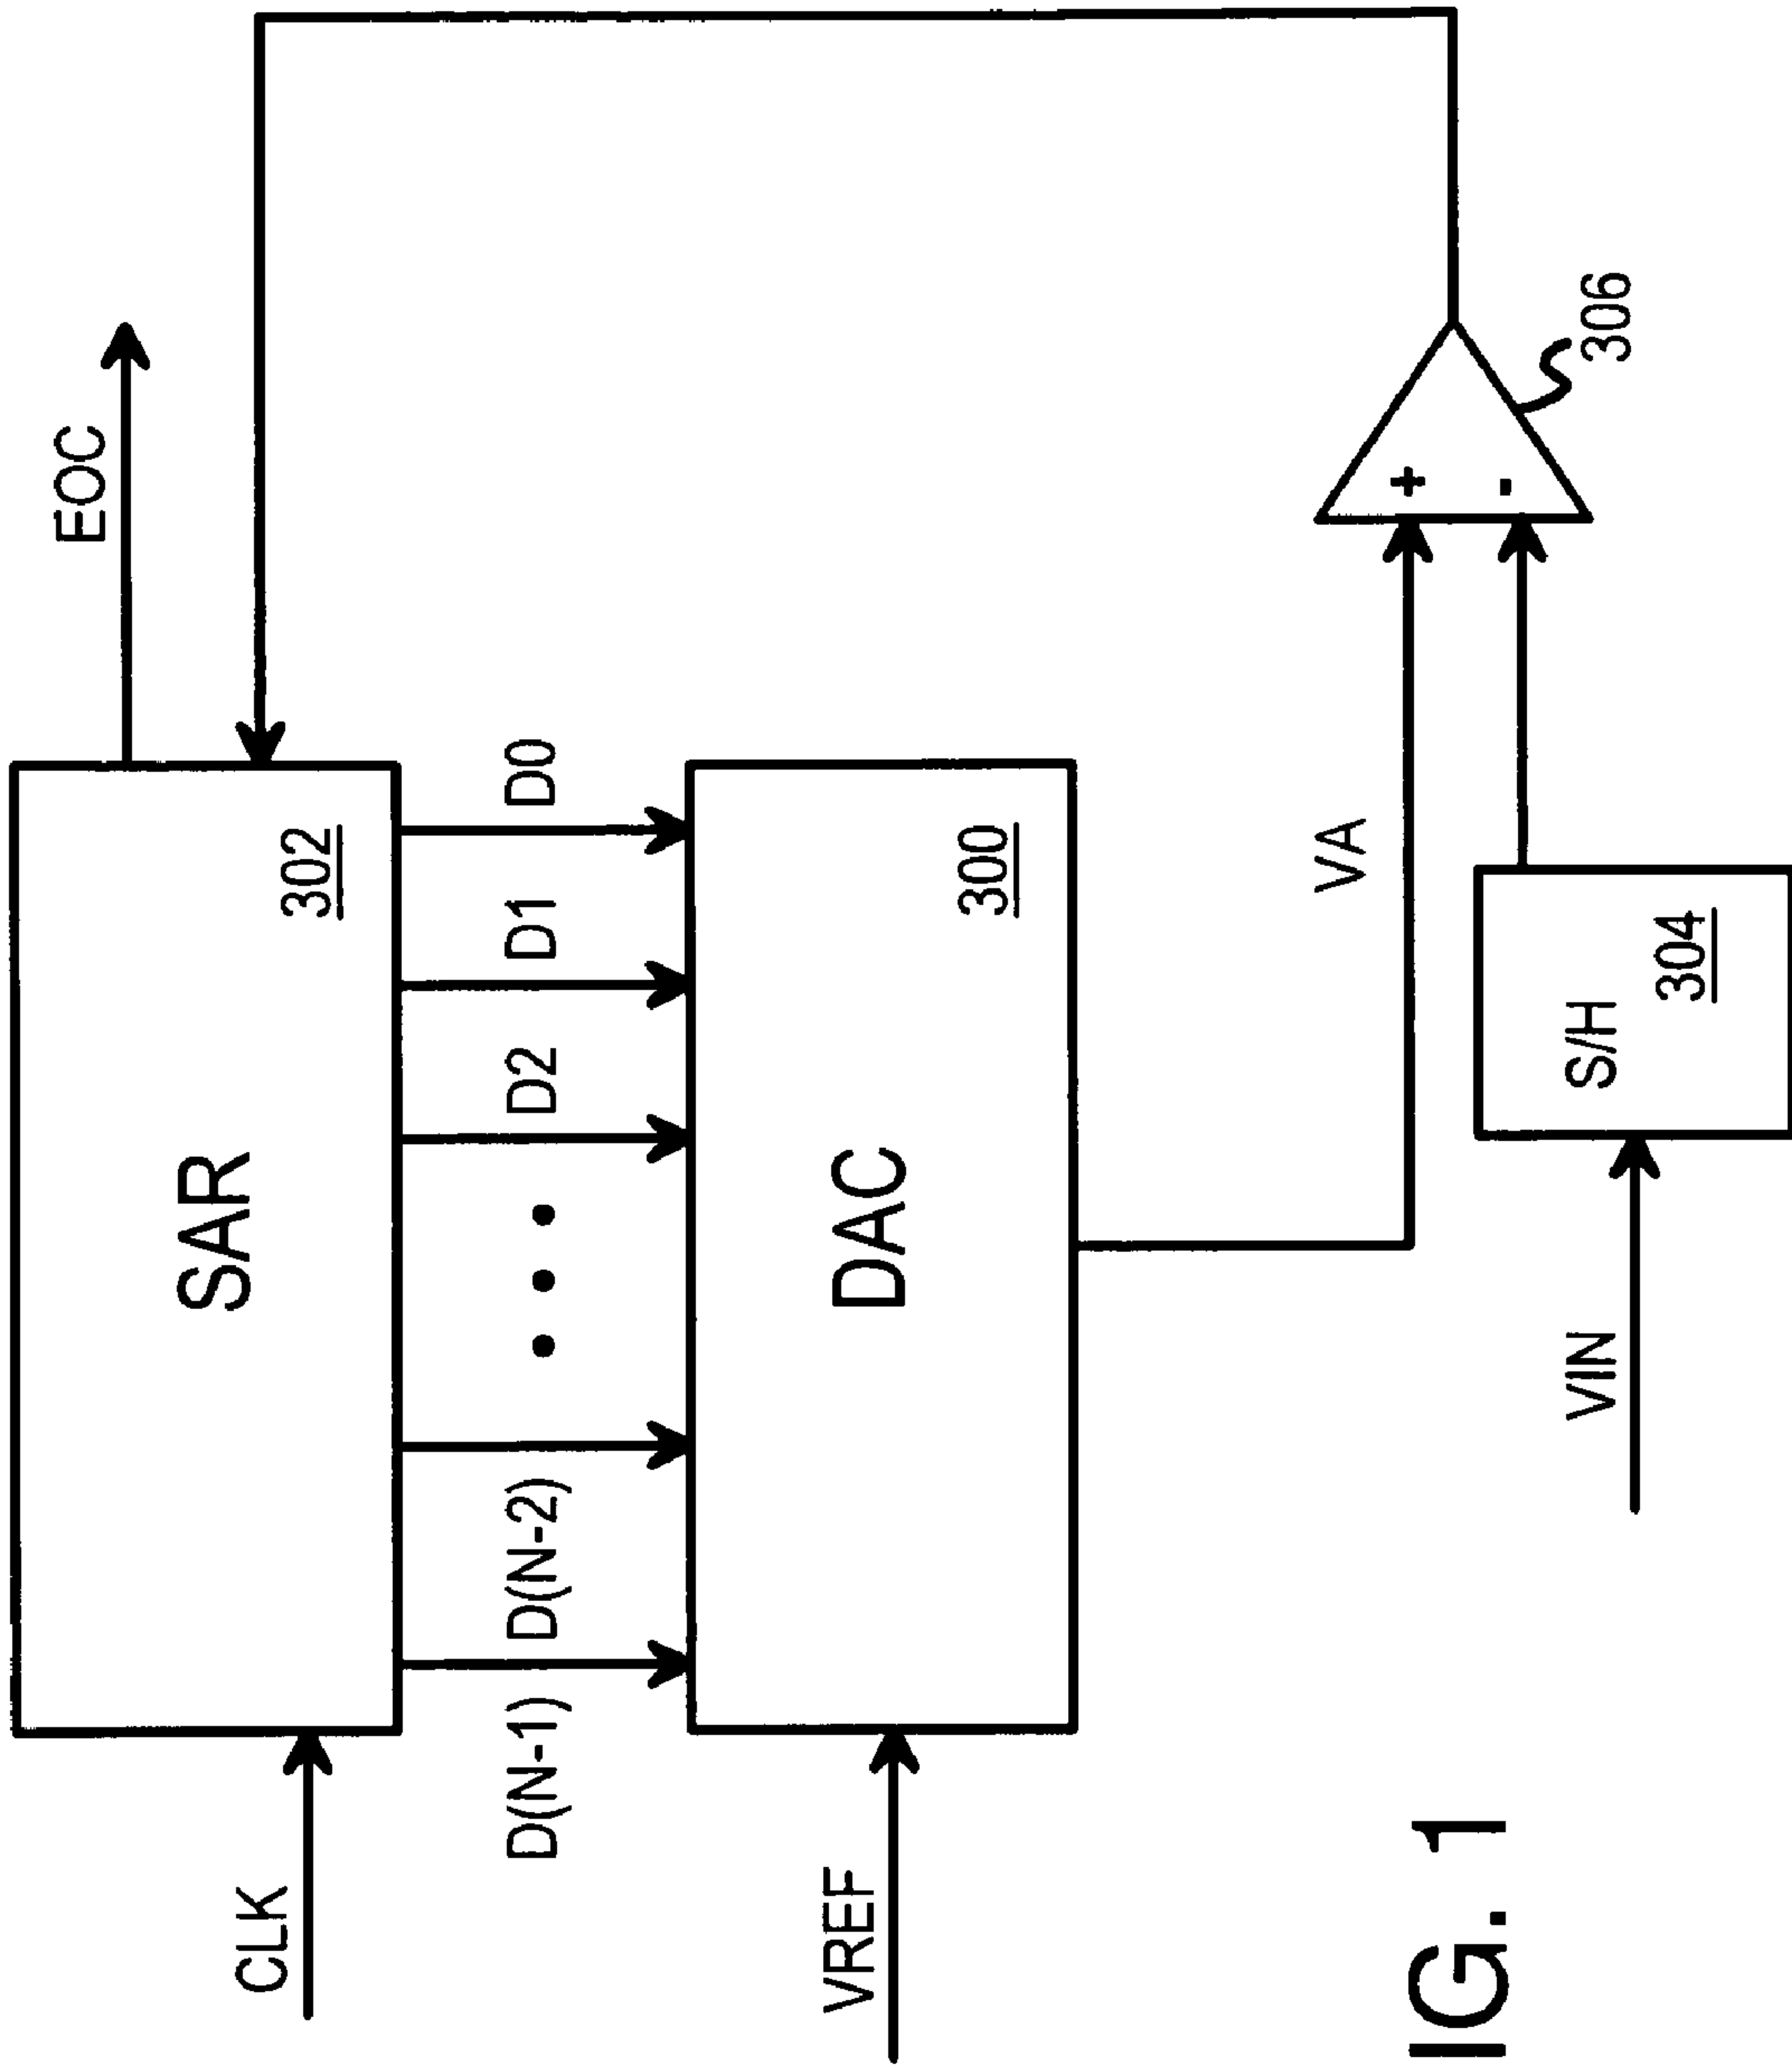 EOC
CLK
SAR
302
D(N-1)
D(N-2)
D2
D1
D0
VREF
DAC
300
VA
+
-
306
VIN
S/H
304
IG. 1